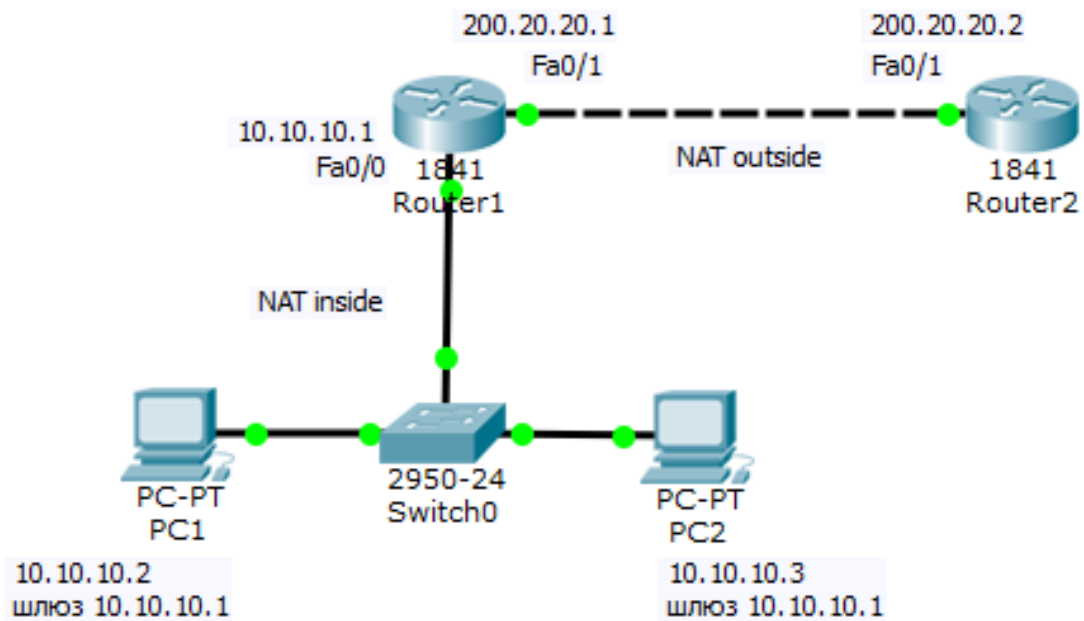 200.20.20.1
Fa0/1
200.20.20.2
Fa0/1
10.10.10.1
Fa0/0
1841
Router1
NAT outside
1841
Router2
NAT inside
PC-PT
PC1
2950-24
Switch0
PC-PT
PC2
10.10.10.2
шлюз 10.10.10.1
10.10.10.3
шлюз 10.10.10.1